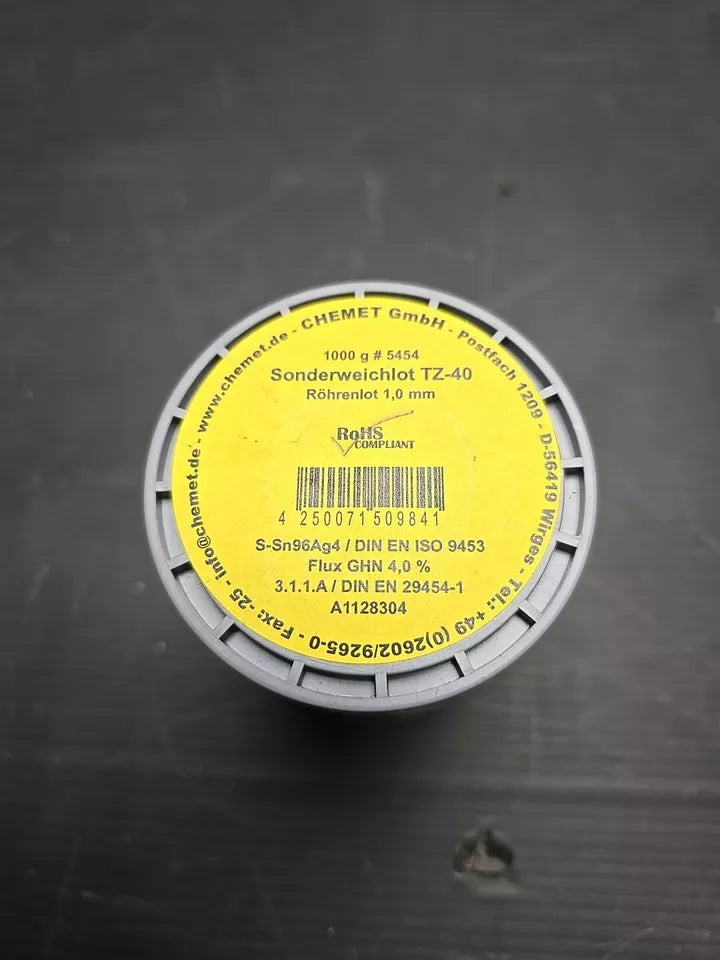 www.chemet.de - CHEMET GmbH - Postfach 1209 - D-56419 Wirges - Tel.: +49 (0)2602/9265-0 - Fax: -25 - info@chemet.de -
1000 g # 5454
Sonderweichlot TZ-40
Röhrenlot 1,0 mm
RoHS
COMPLIANT
4 250071 509841
S-Sn96Ag4 / DIN EN ISO 9453
Flux GHN 4,0 %
3.1.1.A / DIN EN 29454-1
A1128304